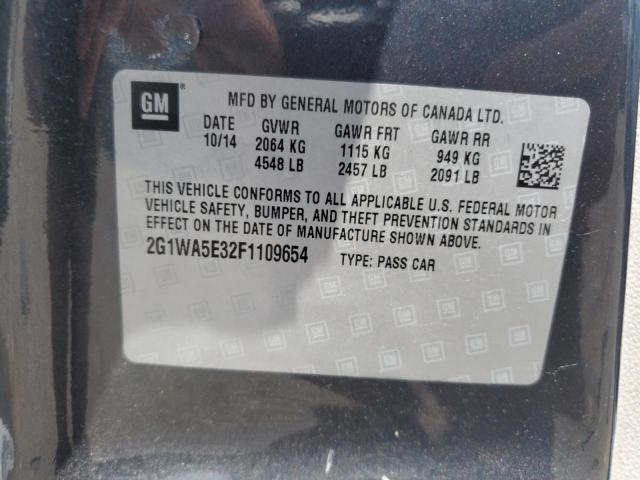 GM
MFD BY GENERAL MOTORS OF CANADA LTD.
DATE GVWR GAWR FRT GAWR RR
10/14 2064 KG 1115 KG 949 KG
4548 LB 2457 LB 2091 LB
THIS VEHICLE CONFORMS TO ALL APPLICABLE U.S. FEDERAL MOTOR
VEHICLE SAFETY, BUMPER, AND THEFT PREVENTION STANDARDS IN
EFFECT ON THE DATE OF MANUFACTURE SHOWN ABOVE.
2G1WA5E32F1109654 TYPE: PASS CAR